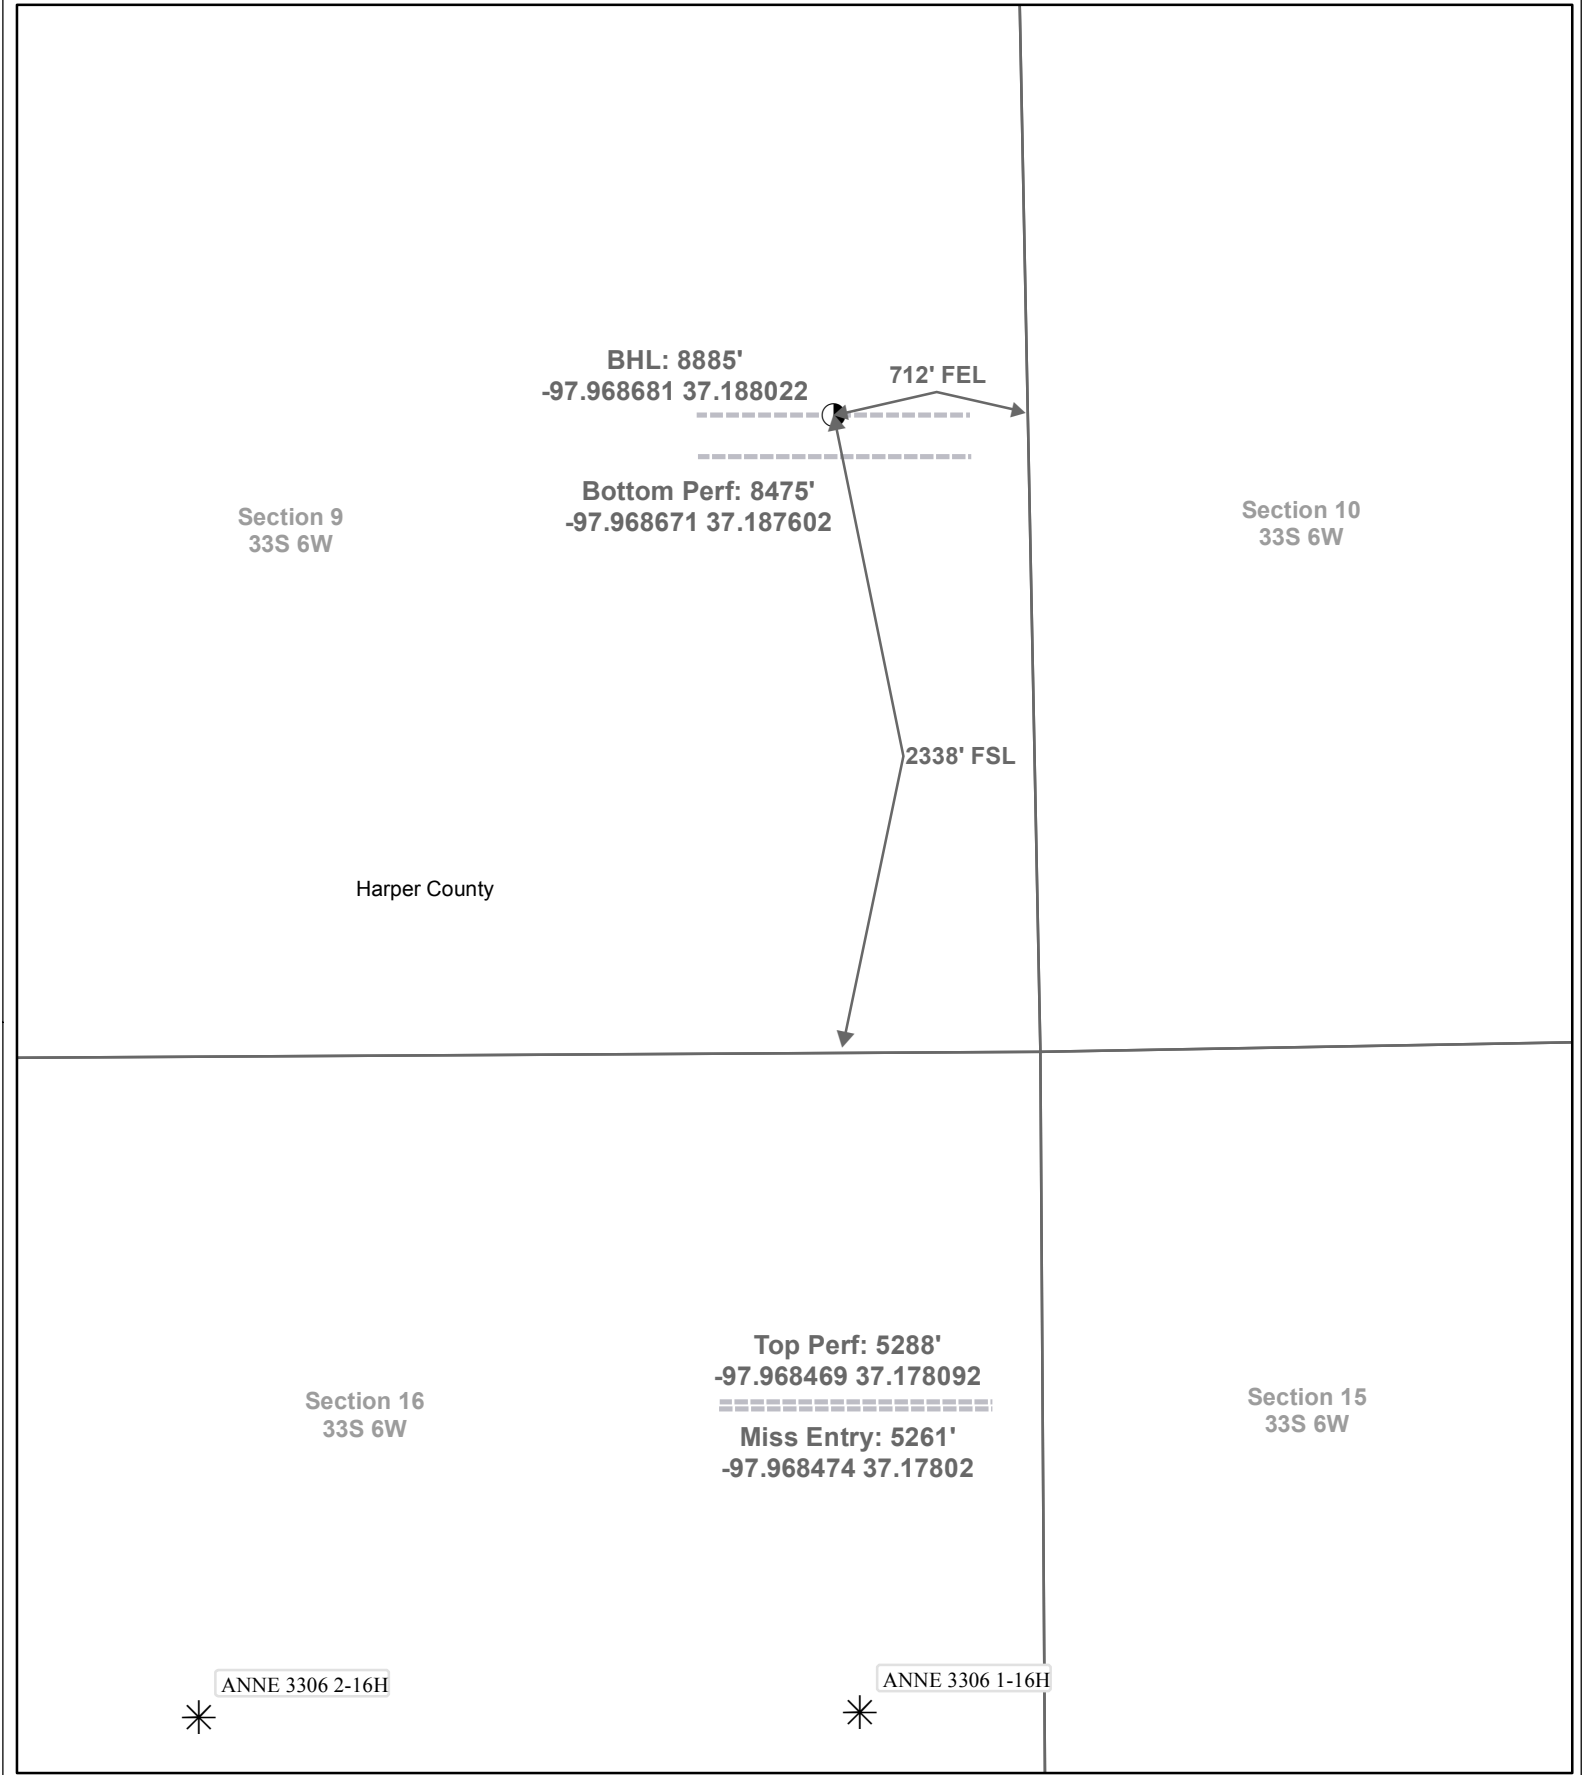 BHL: 8885'
-97.968681 37.188022
712' FEL
Bottom Perf: 8475'
-97.968671 37.187602
Section 9
33S 6W
Section 10
33S 6W
2338' FSL
Harper County
Top Perf: 5288'
-97.968469 37.178092
Section 16
33S 6W
Section 15
33S 6W
Miss Entry: 5261'
-97.968474 37.17802
ANNE 3306 2-16H
ANNE 3306 1-16H